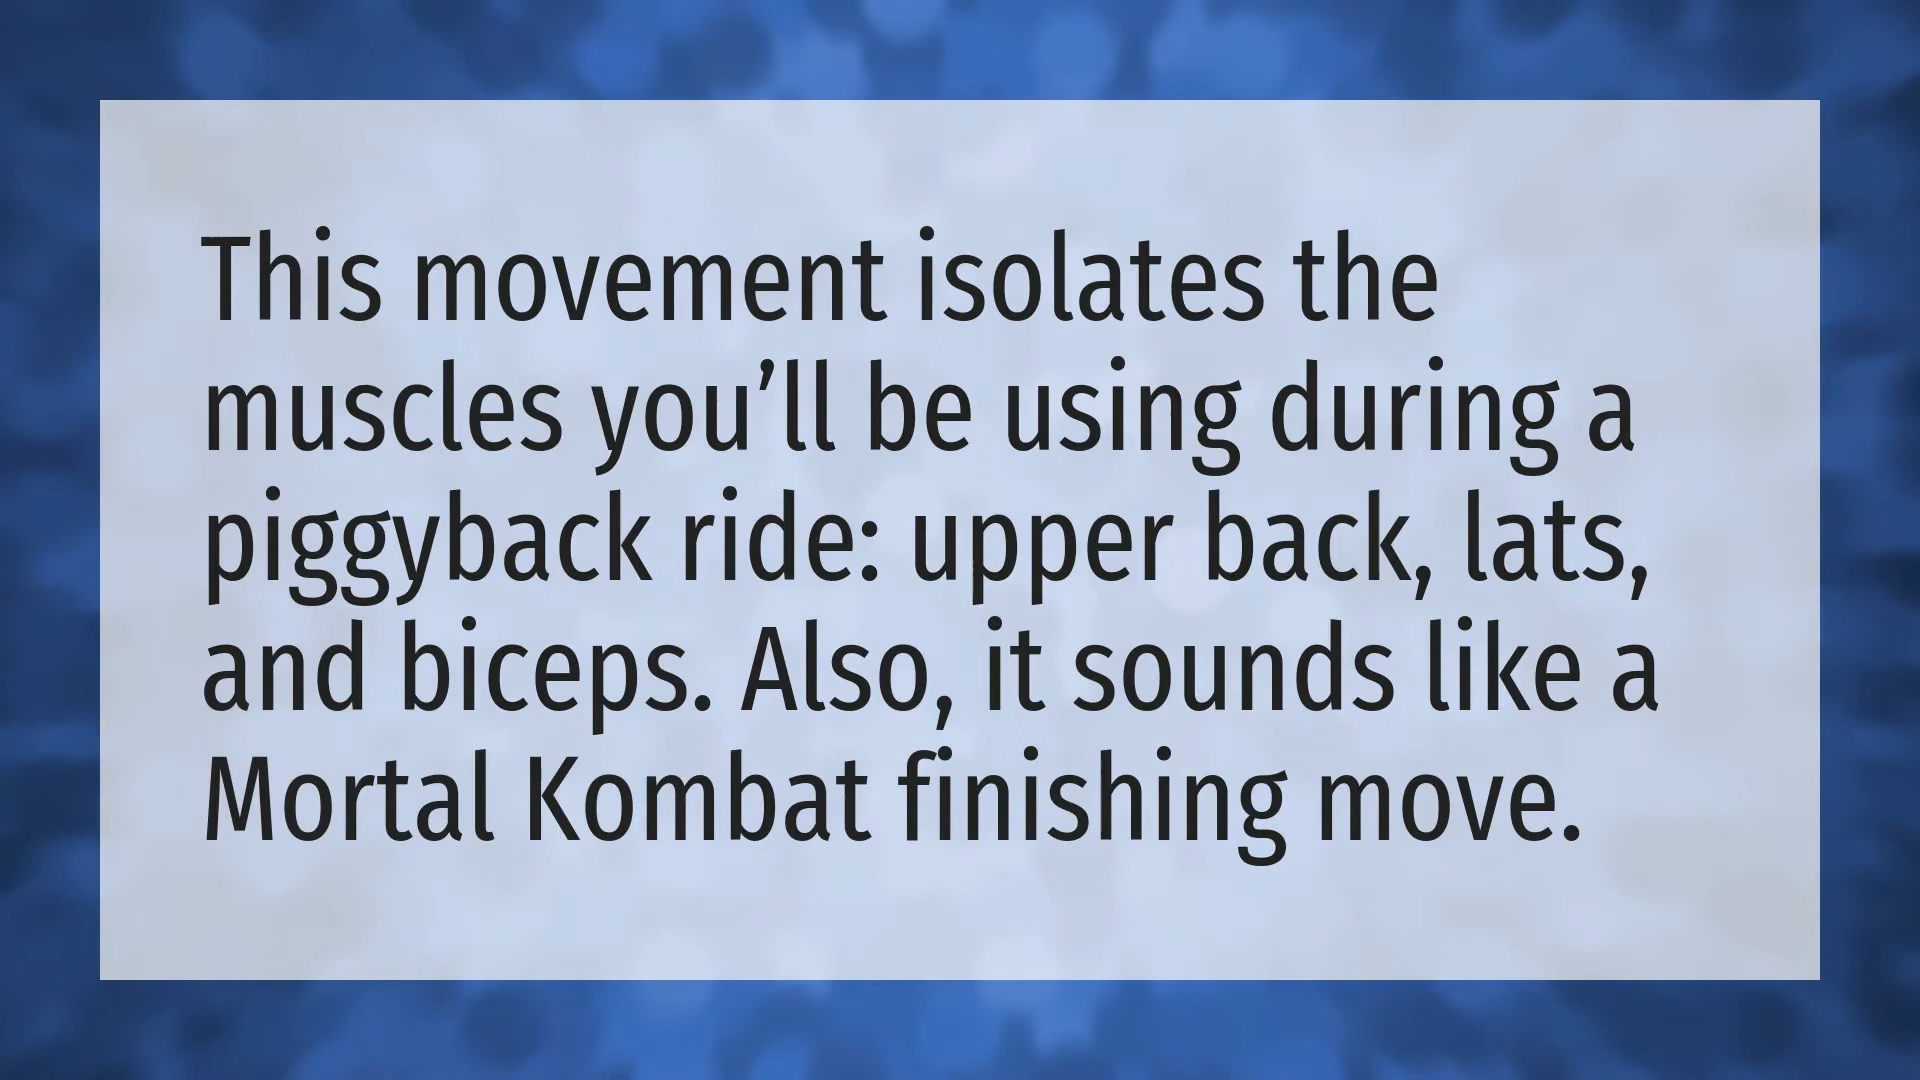 This movement isolates the
muscles you’ll be using during a
piggyback ride: upper back, lats,
and biceps. Also, it sounds like a
Mortal Kombat finishing move.